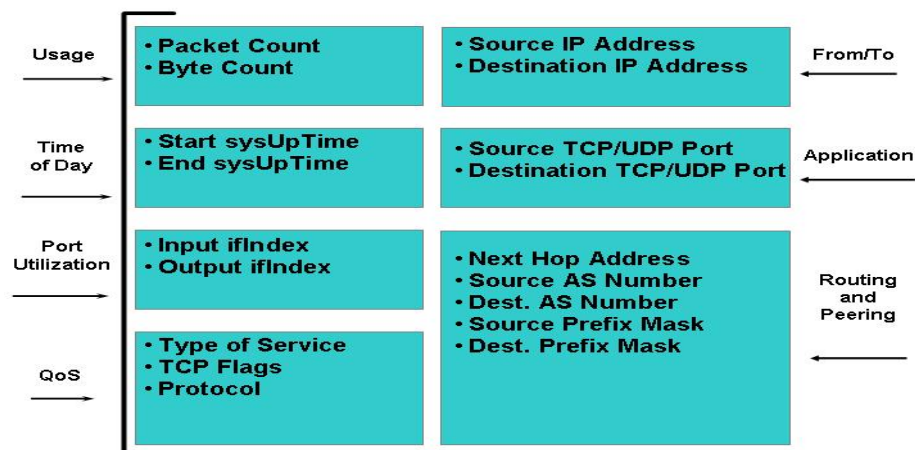 Usage
• Packet Count
• Byte Count
• Source IP Address
• Destination IP Address
From/To
Time
of Day
• Start sysUpTime
• End sysUpTime
• Source TCP/UDP Port
• Destination TCP/UDP Port
Application
Port
Utilization
• Input ifIndex
• Output ifIndex
• Next Hop Address
• Source AS Number
• Dest. AS Number
• Source Prefix Mask
• Dest. Prefix Mask
Routing
and
Peering
QoS
• Type of Service
• TCP Flags
• Protocol